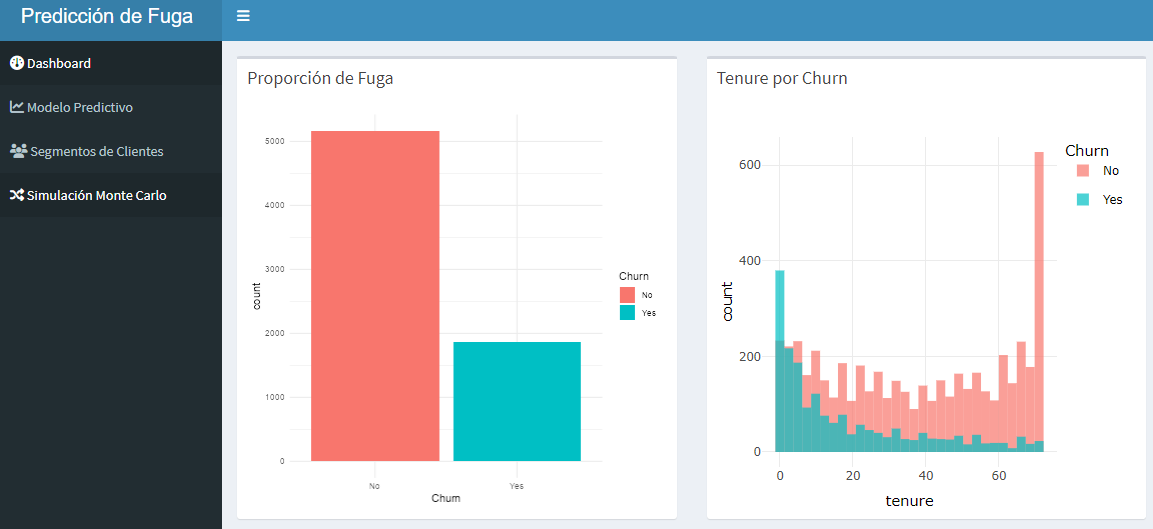 Predicción de Fuga
Dashboard
Modelo Predictivo
Segmentos de Clientes
Simulación Monte Carlo
Proporción de Fuga
5000
4000
3000
2000
1000
0
count
No
Yes
Churn
Churn
No
Yes
Tenure por Churn
600
400
200
0
count
0
20
40
60
tenure
Churn
No
Yes